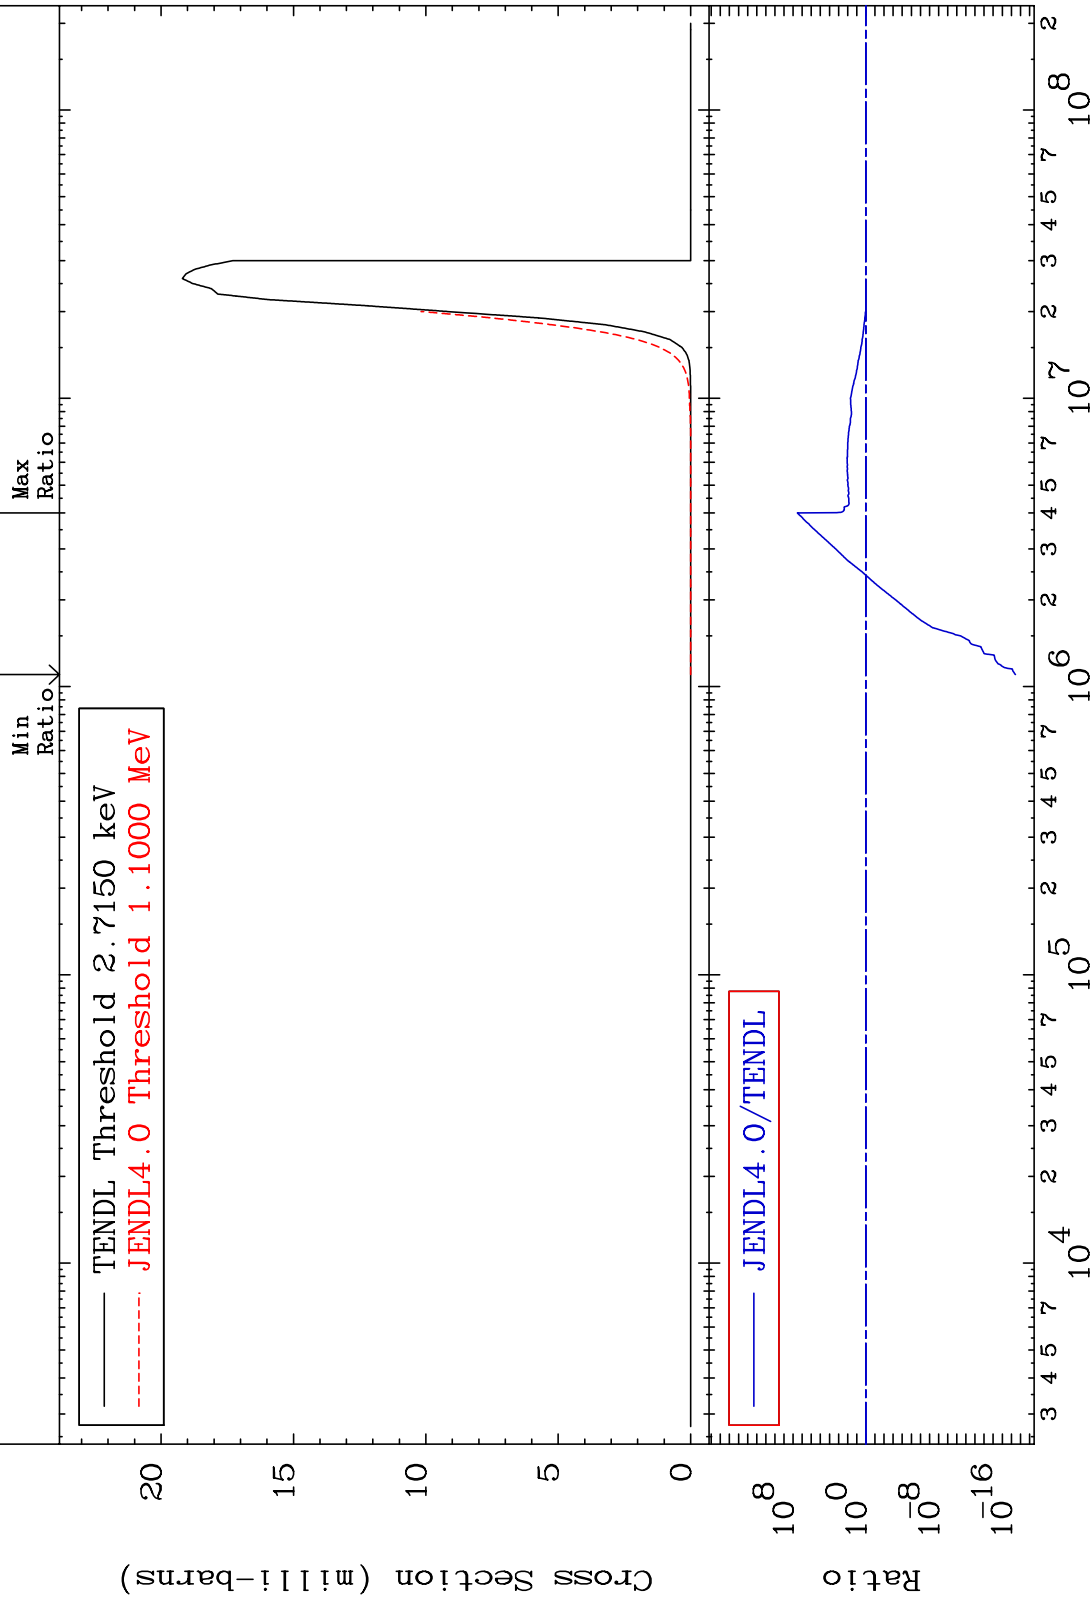 Min
Ratio
Max
Ratio
TENDL Threshold 2.7150 keV
JENDL4.0 Threshold 1.1000 MeV
Cross Section (milli-barns)
20
15
10
5
0
JENDL4.0/TENDL
Ratio
10^8
10^0
10^-8
10^-16
3 4 5 7 10^4 2 3 4 5 7 10^5 2 3 4 5 7 10^6 2 3 4 5 7 10^7 2 3 4 5 7 10^8 2